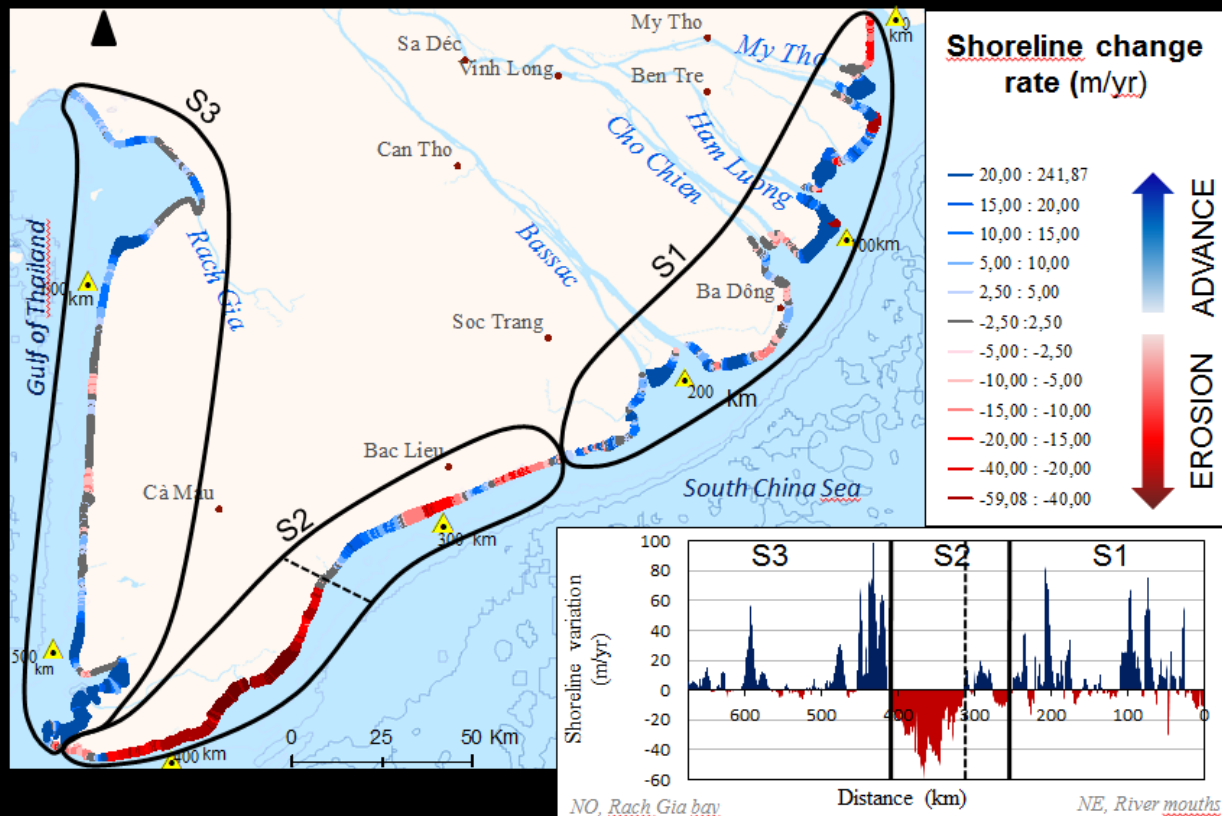 My Tho
km
Sa Déc
My Tho
Vinh Long
Ben Tre
S3
Can Tho
Cho Chien
Ham Luong
Gulf of Thailand
Rach Gia
Bassac
S1
100km
km
Ba Dông
Soc Trang
200 km
Bac Lieu
Cà Mau
South China Sea
S2
300 km
500 km
0 25 50 Km
400 km
Shoreline change
rate (m/yr)
20,00 : 241,87
15,00 : 20,00
10,00 : 15,00
5,00 : 10,00
2,50 : 5,00
-2,50 :2,50
-5,00 : -2,50
-10,00 : -5,00
-15,00 : -10,00
-20,00 : -15,00
-40,00 : -20,00
-59,08 : -40,00
ADVANCE
EROSION
Shoreline variation
(m/yr)
100
80
60
40
20
0
-20
-40
-60
S3 S2 S1
600 500 400 300 200 100 0
Distance (km)
NO, Rach Gia bay
NE, River mouths